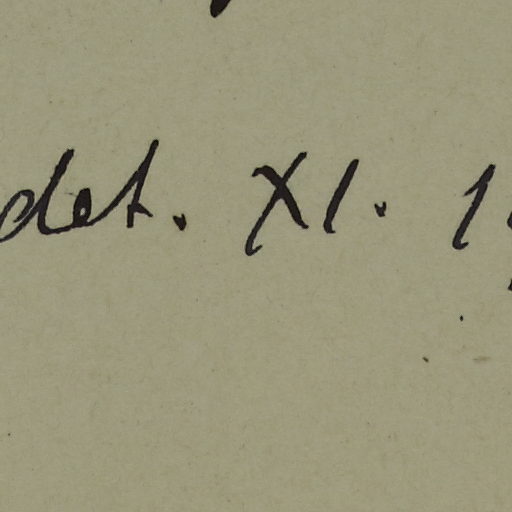 det. XI. 1